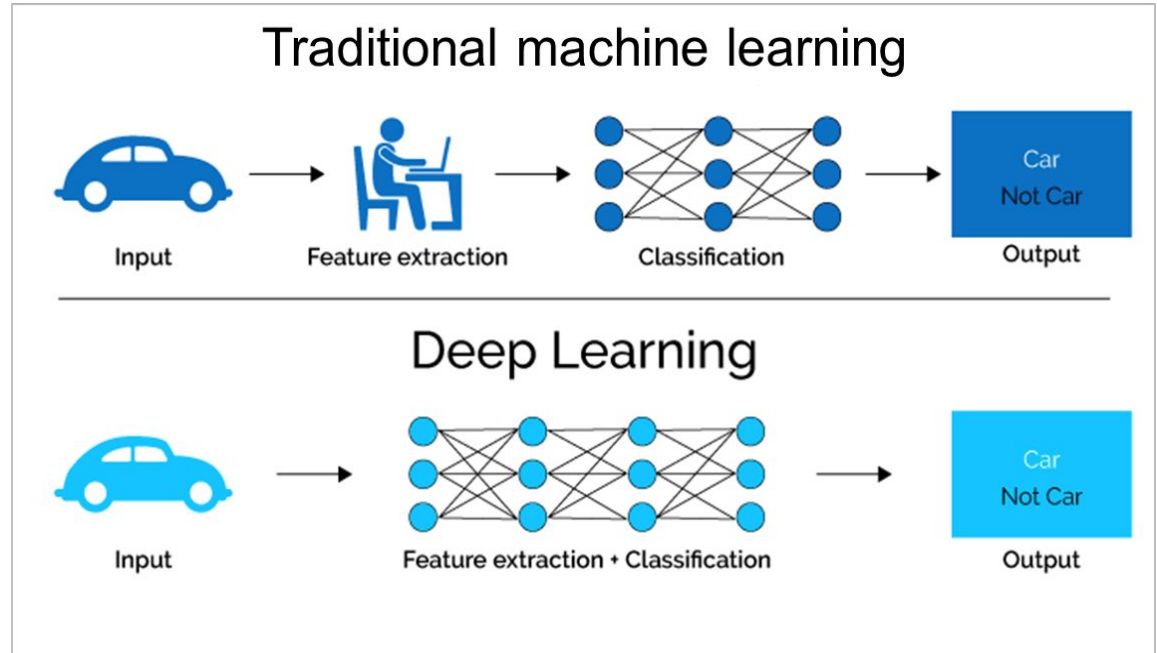 Traditional machine learning
Car
Not Car
Input
Feature extraction
Classification
Output
Deep Learning
Car
Not Car
Input
Feature extraction + Classification
Output